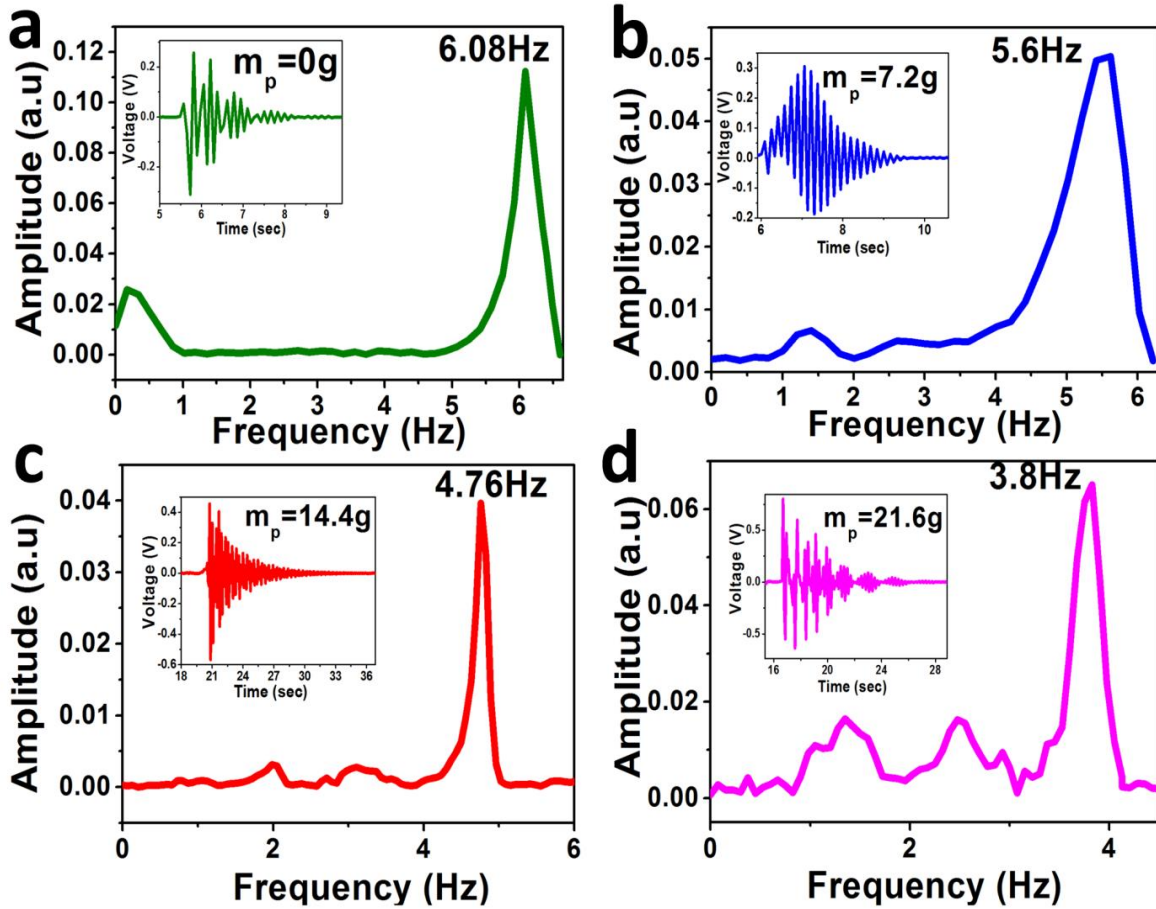 a
6.08Hz
m_p=0g
Voltage (V)
0.2
0.0
-0.2
5 6 7 8 9
Time (sec)
Amplitude (a.u)
0.12
0.10
0.08
0.06
0.04
0.02
0.00
0 1 2 3 4 5 6
Frequency (Hz)
b
5.6Hz
m_p=7.2g
Voltage (V)
0.3
0.2
0.1
0.0
-0.1
-0.2
6 8 10
Time (sec)
Amplitude (a.u)
0.05
0.04
0.03
0.02
0.01
0.00
0 1 2 3 4 5 6
Frequency (Hz)
c
4.76Hz
m_p=14.4g
Voltage (V)
0.4
0.2
0.0
-0.2
-0.4
-0.6
18 21 24 27 30 33 36
Time (sec)
Amplitude (a.u)
0.04
0.03
0.02
0.01
0.00
0 2 4 6
Frequency (Hz)
d
3.8Hz
m_p=21.6g
Voltage (V)
0.5
0.0
-0.5
16 20 24 28
Time (sec)
Amplitude (a.u)
0.06
0.04
0.02
0.00
0 2 4
Frequency (Hz)